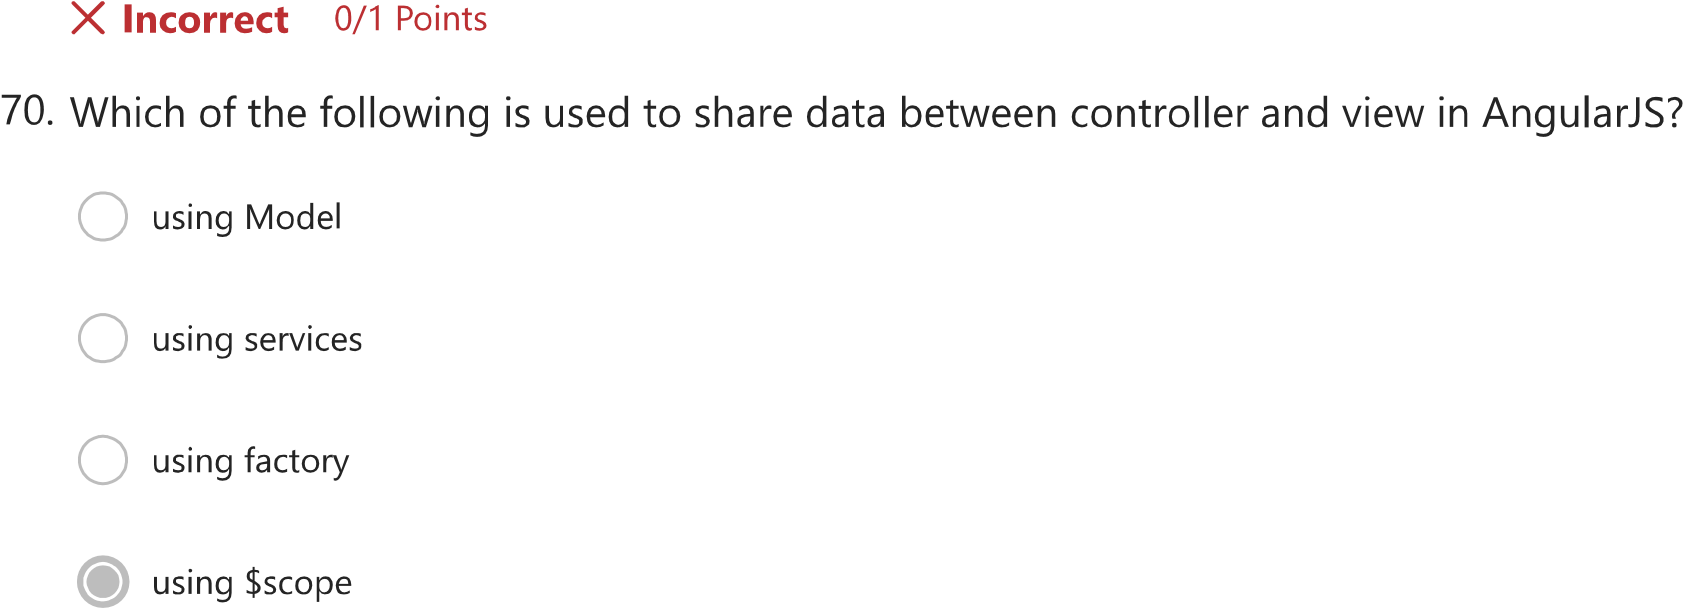 Incorrect 0/1 Points
70. Which of the following is used to share data between controller and view in AngularJS?
using Model
using services
using factory
using $scope